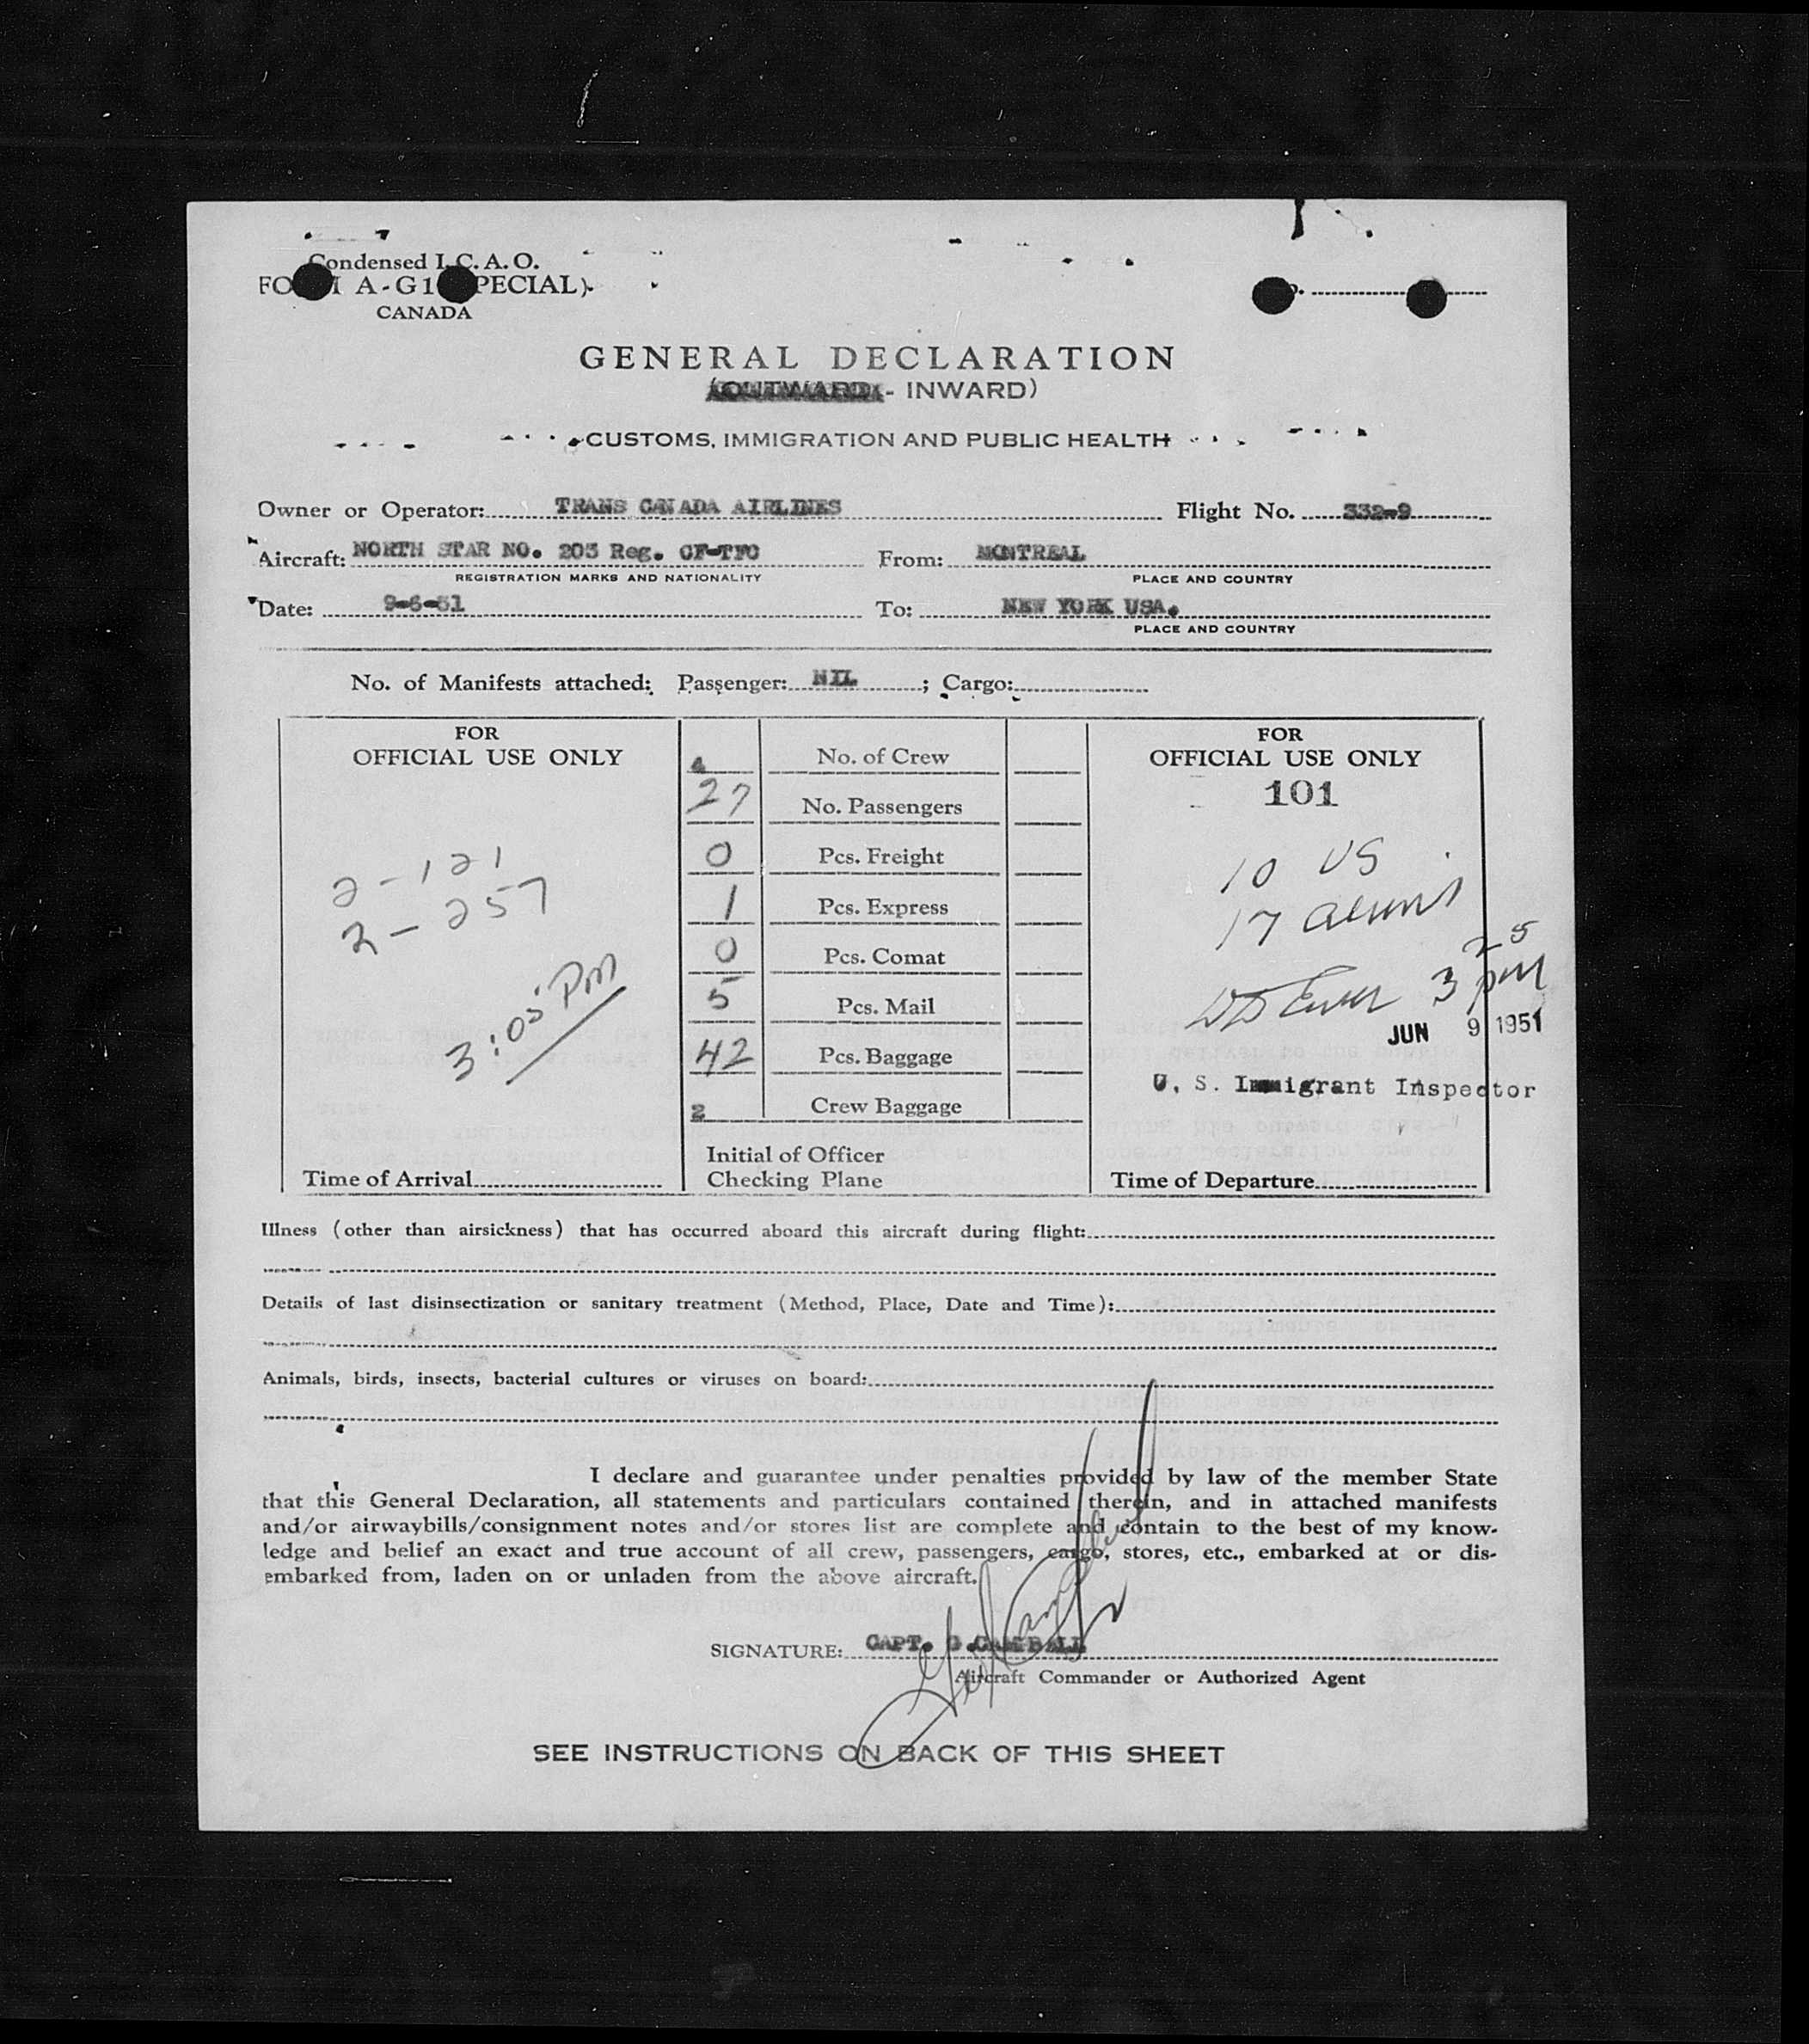 Condensed I. C. A. O.
A-G1
CANADA
GENERAL DECLARATION
(OUTWARD - INWARD)
CUSTOMS, IMMIGRATION AND PUBLIC HEALTH
Owner or Operator: TRANS CANADA AIRLINES Flight No. 332-9
Aircraft: NORTH STAR NO. 203 Reg. CF-TFC From: MONTREAL
REGISTRATION MARKS AND NATIONALITY PLACE AND COUNTRY
Date: 9-6-51 To: NEW YORK USA.
PLACE AND COUNTRY
No. of Manifests attached: Passenger: NIL ; Cargo:
FOR
OFFICIAL USE ONLY
2-121
2-257
3:05 PM
Time of Arrival
4 No. of Crew
27 No. Passengers
0 Pcs. Freight
1 Pcs. Express
0 Pcs. Comat
5 Pcs. Mail
42 Pcs. Baggage
2 Crew Baggage
Initial of Officer
Checking Plane
FOR
OFFICIAL USE ONLY
101
10 US
17 aliens
3 25 pm
JUN 9 1951
U. S. Immigrant Inspector
Time of Departure
Illness (other than airsickness) that has occurred aboard this aircraft during flight:
Details of last disinsectization or sanitary treatment (Method, Place, Date and Time):
Animals, birds, insects, bacterial cultures or viruses on board:
I declare and guarantee under penalties provided by law of the member State
that this General Declaration, all statements and particulars contained therein, and in attached manifests
and/or airwaybills/consignment notes and/or stores list are complete and contain to the best of my know-
ledge and belief an exact and true account of all crew, passengers, cargo, stores, etc., embarked at or dis-
embarked from, laden on or unladen from the above aircraft.
SIGNATURE: CAPT. G.CAMPBALL
Aircraft Commander or Authorized Agent
SEE INSTRUCTIONS ON BACK OF THIS SHEET